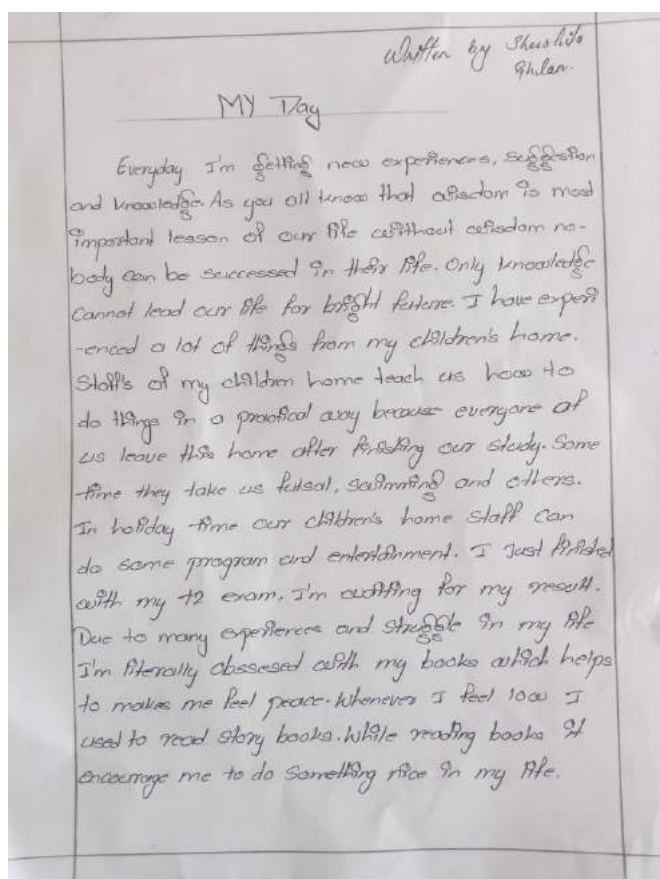 Written by Shushila
Ghalan.
MY Day
Everyday I'm getting new experiences, suggestion
and knowledge. As you all know that wisdom is most
important lesson of our life without wisdom no-
body can be successed in their life. Only knowledge
cannot lead our life for bright future. I have experi
-enced a lot of things from my children's home.
Staff's of my children home teach us how to
do things in a practical way because everyone of
us leave this home after finishing our study. Some
time they take us futsal, swimming and others.
In holiday time our children's home staff can
do some program and entertainment. I Just finished
with my +2 exam, I'm waiting for my result.
Due to many experiences and struggle in my life
I'm literally obssesed with my books which helps
to makes me feel peace. Whenever I feel low I
used to read story books. While reading books it
encourage me to do something nice in my life.